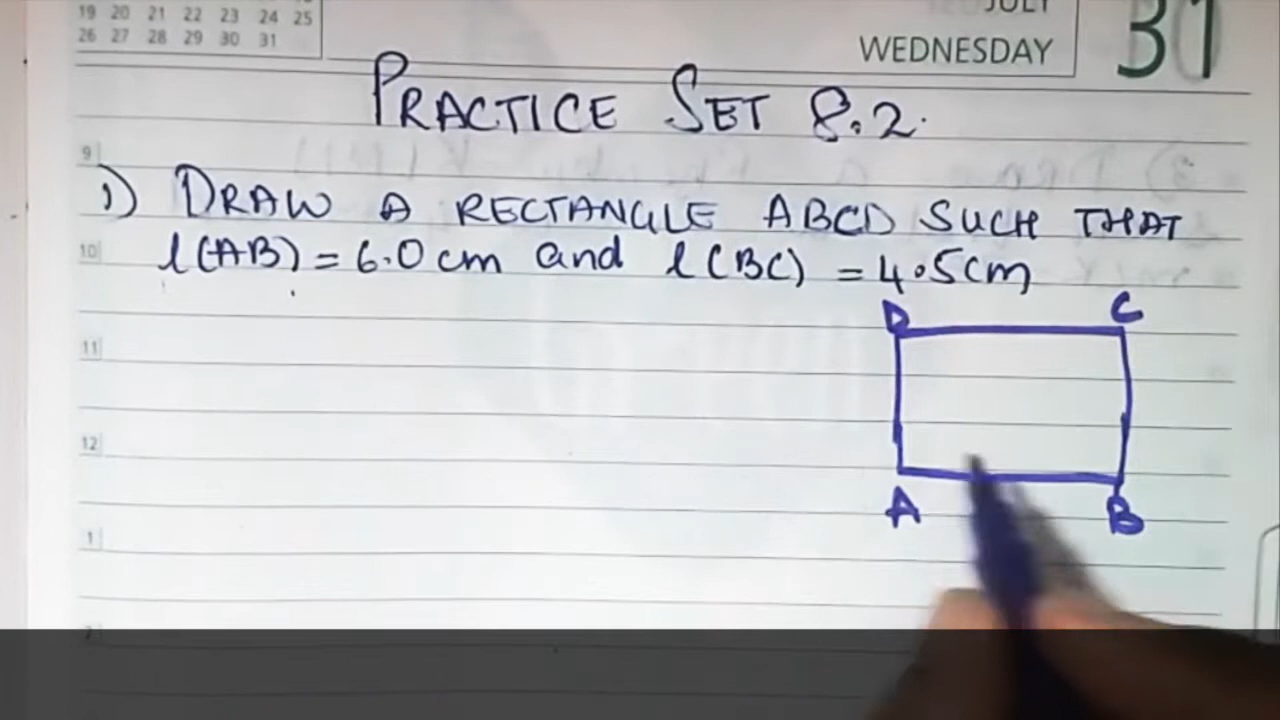 19 20 21 22 23 24 25
26 27 28 29 30 31
JULY
WEDNESDAY
31
PRACTICE SET 8.2.
9
1) DRAW A RECTANGLE ABCD SUCH THAT
10
l(AB) = 6.0 cm and l(BC) = 4.5cm
D C
11
12
A B
1
2